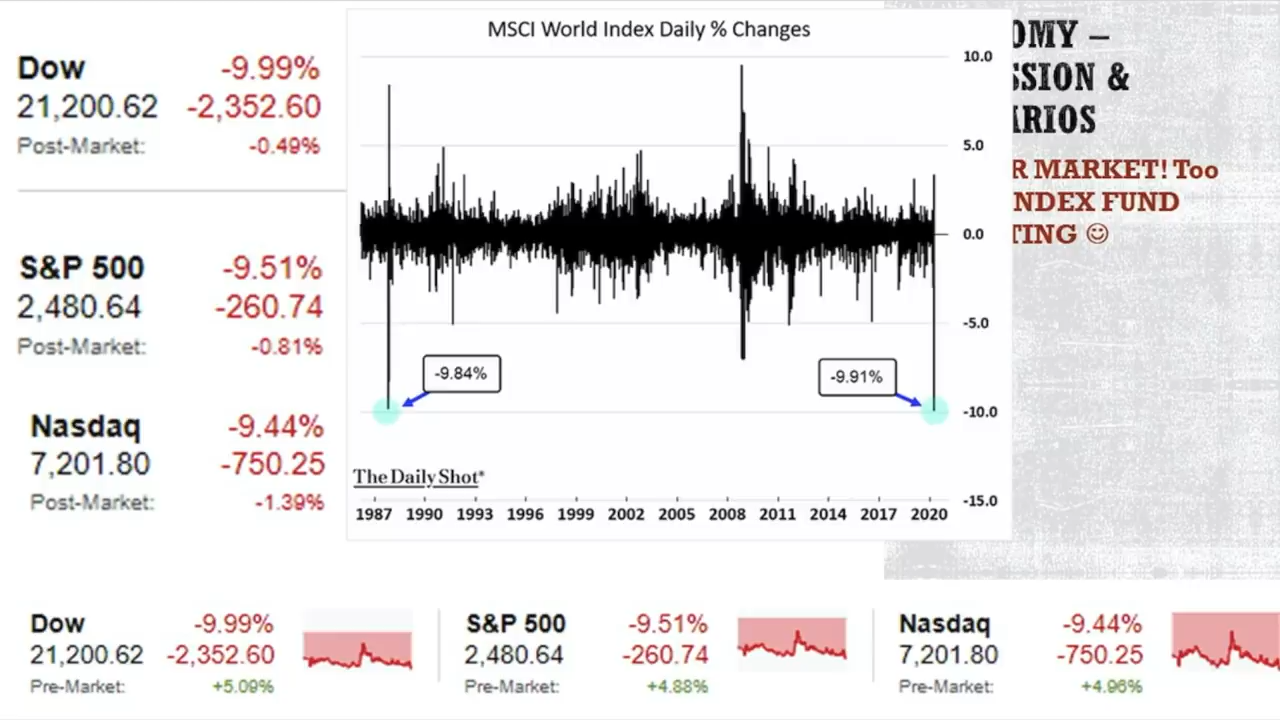 Dow -9.99%
21,200.62 -2,352.60
Post-Market: -0.49%
S&P 500 -9.51%
2,480.64 -260.74
Post-Market: -0.81%
Nasdaq -9.44%
7,201.80 -750.25
Post-Market: -1.39%
MSCI World Index Daily % Changes
10.0
5.0
0.0
-5.0
-10.0
-15.0
-9.84%
-9.91%
The Daily Shot*
1987 1990 1993 1996 1999 2002 2005 2008 2011 2014 2017 2020
OMY –
SSION &
ARIOS
R MARKET! Too
NDEX FUND
TING ☺
Dow -9.99%
21,200.62 -2,352.60
Pre-Market: +5.09%
S&P 500 -9.51%
2,480.64 -260.74
Pre-Market: +4.88%
Nasdaq -9.44%
7,201.80 -750.25
Pre-Market: +4.96%